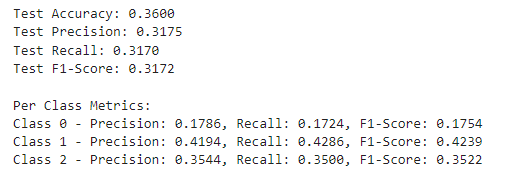 Test Accuracy: 0.3600
Test Precision: 0.3175
Test Recall: 0.3170
Test F1-Score: 0.3172
Per Class Metrics:
Class 0 - Precision: 0.1786, Recall: 0.1724, F1-Score: 0.1754
Class 1 - Precision: 0.4194, Recall: 0.4286, F1-Score: 0.4239
Class 2 - Precision: 0.3544, Recall: 0.3500, F1-Score: 0.3522